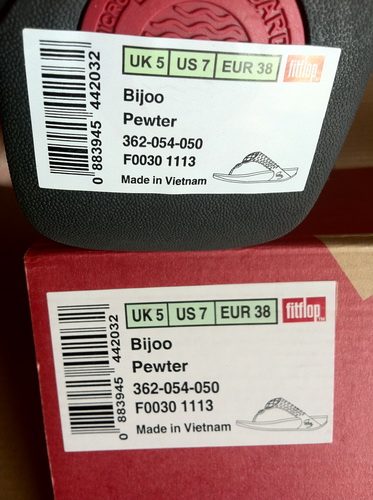 UK 5 US 7 EUR 38 fitflop
Bijoo
Pewter
362-054-050
F0030 1113
Made in Vietnam
0 883945 442032
UK 5 US 7 EUR 38 fitflop™
Bijoo
Pewter
362-054-050
F0030 1113
Made in Vietnam
0 883945 442032